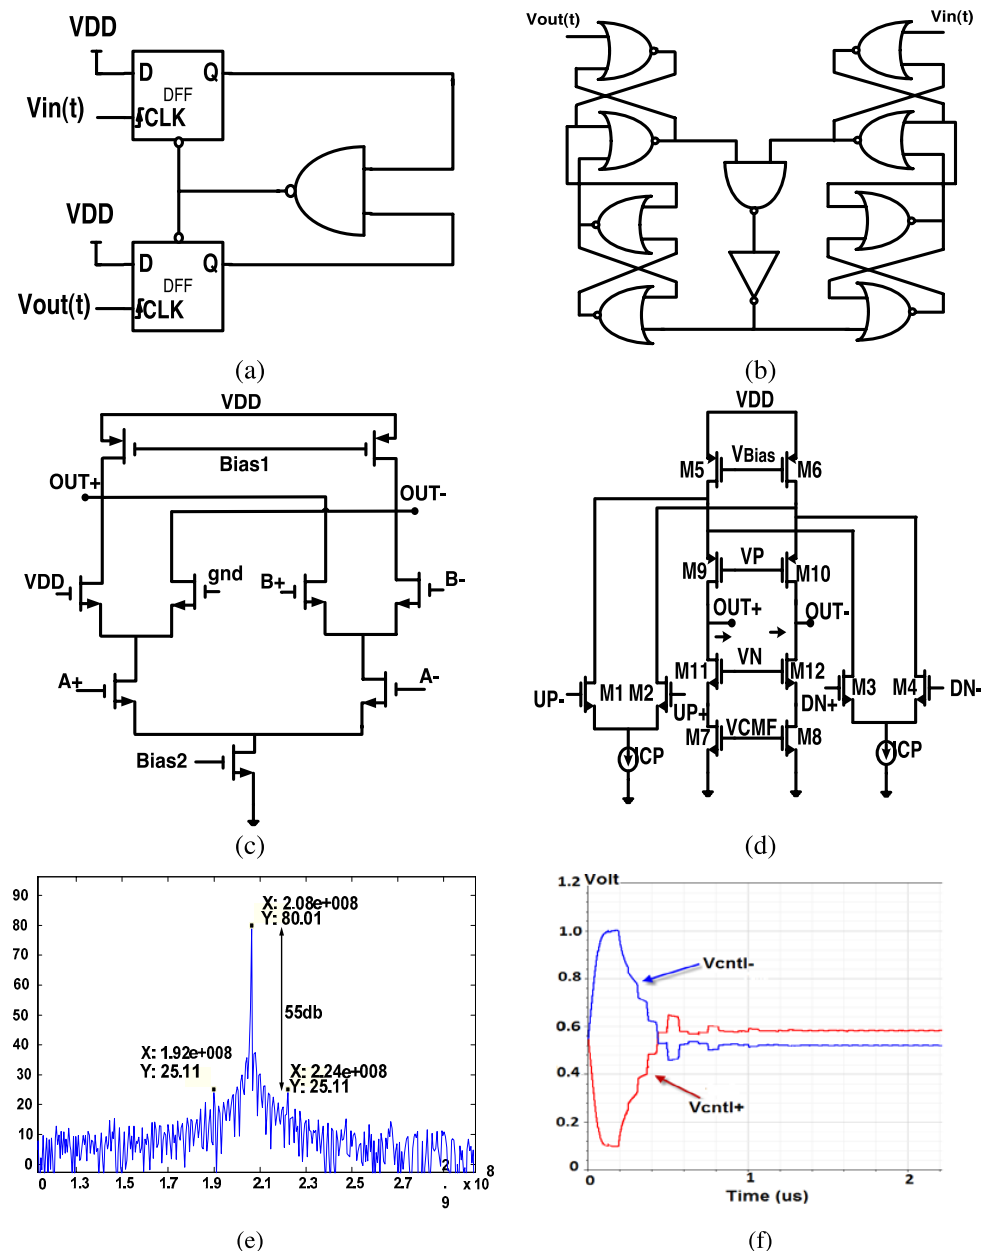 VDD
D Q
DFF
Vin(t)
CLK
VDD
D Q
DFF
Vout(t)
CLK
(a)
Vout(t)
Vin(t)
(b)
VDD
Bias1
OUT+
OUT-
VDD
gnd
B+
B-
A+
A-
Bias2
(c)
VDD
VBias
M5
M6
VP
M9
M10
OUT+
OUT-
VN
M11
M12
UP-
M1
M2
UP+
DN+
M3
M4
DN-
VCMF
M7
M8
ICP
ICP
(d)
90
80
70
60
50
40
30
20
10
0
X: 2.08e+008
Y: 80.01
55db
X: 1.92e+008
Y: 25.11
X: 2.24e+008
Y: 25.11
0 1.3 1.5 1.7 1.9 2.1 2.3 2.5 2.7 2.9
x 10 8
(e)
Volt
1.2
1.0
0.8
0.6
0.4
0.2
0
Vcntl-
Vcntl+
0 1 2
Time (us)
(f)